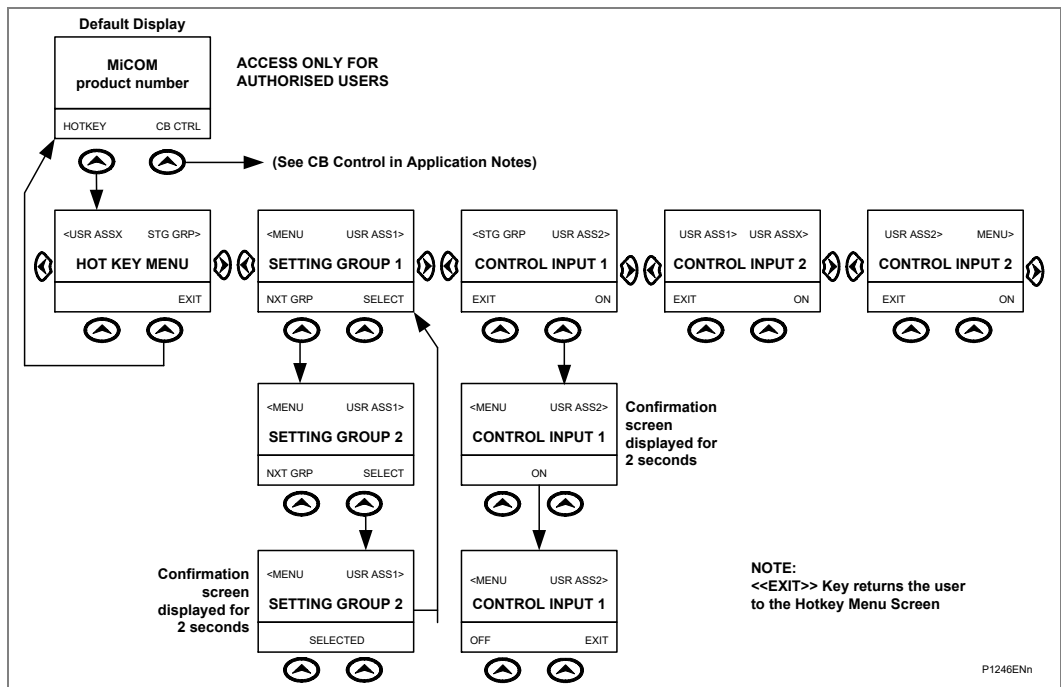 Default Display
MiCOM
product number
HOTKEY CB CTRL
ACCESS ONLY FOR
AUTHORISED USERS
(See CB Control in Application Notes)
<USR ASSX STG GRP>
HOT KEY MENU
EXIT
<MENU USR ASS1>
SETTING GROUP 1
NXT GRP SELECT
<STG GRP USR ASS2>
CONTROL INPUT 1
EXIT ON
USR ASS1> USR ASSX>
CONTROL INPUT 2
EXIT ON
USR ASS2> MENU>
CONTROL INPUT 2
EXIT ON
<MENU USR ASS1>
SETTING GROUP 2
NXT GRP SELECT
<MENU USR ASS2>
CONTROL INPUT 1
ON
Confirmation
screen
displayed for
2 seconds
Confirmation
screen
displayed for
2 seconds
<MENU USR ASS1>
SETTING GROUP 2
SELECTED
<MENU USR ASS2>
CONTROL INPUT 1
OFF EXIT
NOTE:
<<EXIT>> Key returns the user
to the Hotkey Menu Screen
P1246ENn